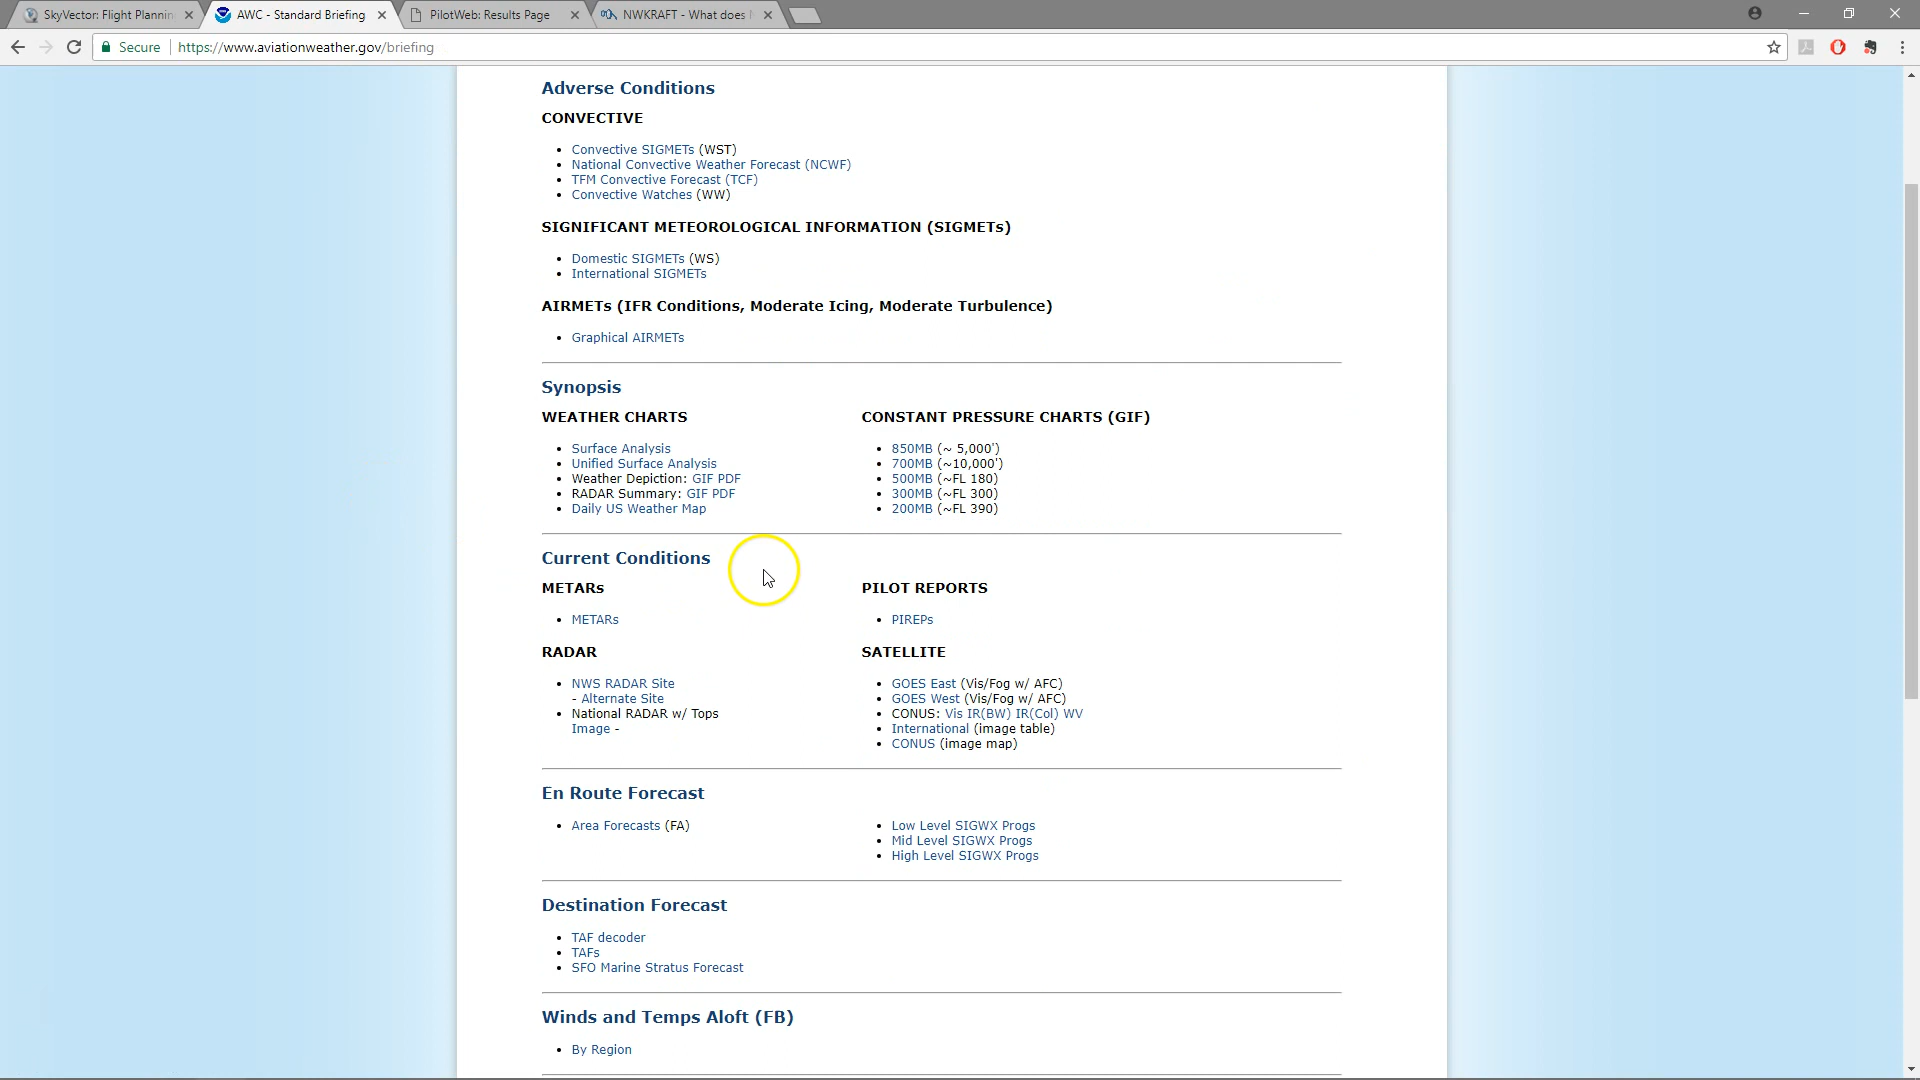 SkyVector: Flight Plannin
AWC - Standard Briefing
PilotWeb: Results Page
NWKRAFT - What does
Secure https://www.aviationweather.gov/briefing
Adverse Conditions
CONVECTIVE
Convective SIGMETs (WST)
National Convective Weather Forecast (NCWF)
TFM Convective Forecast (TCF)
Convective Watches (WW)
SIGNIFICANT METEOROLOGICAL INFORMATION (SIGMETs)
Domestic SIGMETs (WS)
International SIGMETs
AIRMETs (IFR Conditions, Moderate Icing, Moderate Turbulence)
Graphical AIRMETs
Synopsis
WEATHER CHARTS
Surface Analysis
Unified Surface Analysis
Weather Depiction: GIF PDF
RADAR Summary: GIF PDF
Daily US Weather Map
CONSTANT PRESSURE CHARTS (GIF)
850MB (~ 5,000')
700MB (~10,000')
500MB (~FL 180)
300MB (~FL 300)
200MB (~FL 390)
Current Conditions
METARs
METARs
PILOT REPORTS
PIREPs
RADAR
NWS RADAR Site
- Alternate Site
National RADAR w/ Tops
Image -
SATELLITE
GOES East (Vis/Fog w/ AFC)
GOES West (Vis/Fog w/ AFC)
CONUS: Vis IR(BW) IR(Col) WV
International (image table)
CONUS (image map)
En Route Forecast
Area Forecasts (FA)
Low Level SIGWX Progs
Mid Level SIGWX Progs
High Level SIGWX Progs
Destination Forecast
TAF decoder
TAFs
SFO Marine Stratus Forecast
Winds and Temps Aloft (FB)
By Region